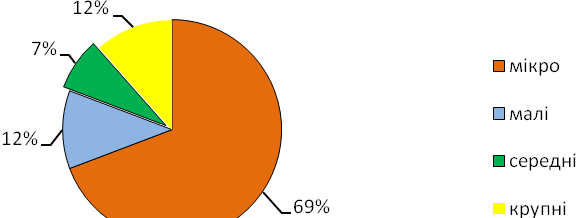 12%
7%
12%
69%
мікро
малі
середні
крупні